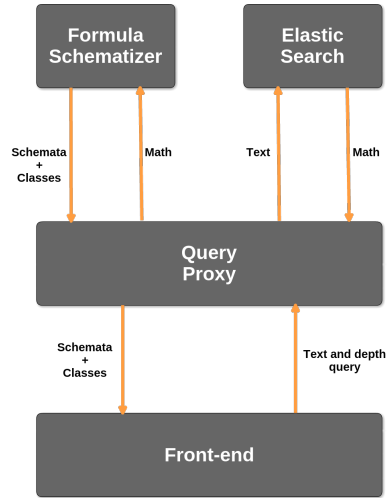 Formula
Schematizer
Elastic
Search
Schemata
+
Classes
Math
Text
Math
Query
Proxy
Schemata
+
Classes
Text and depth
query
Front-end